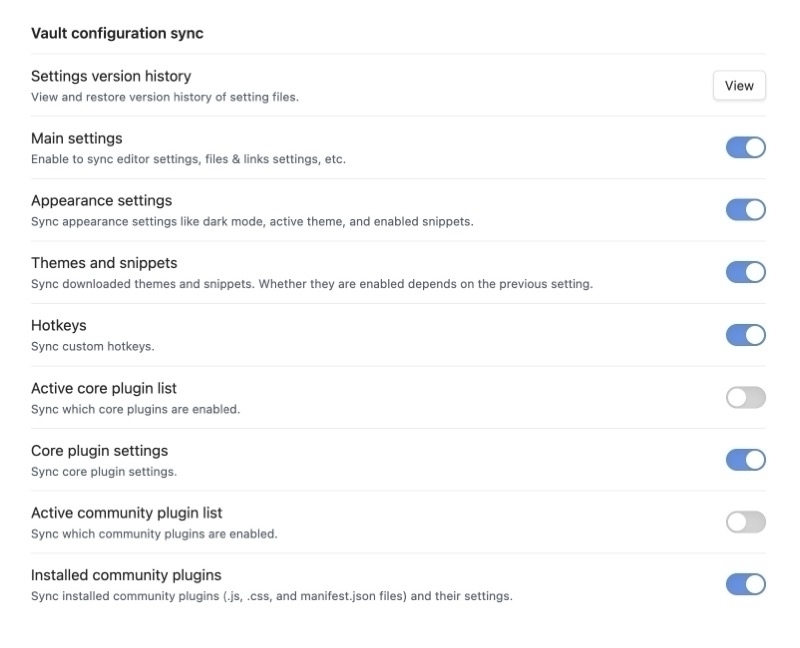 Vault configuration sync
Settings version history
View and restore version history of setting files.
View
Main settings
Enable to sync editor settings, files & links settings, etc.
Appearance settings
Sync appearance settings like dark mode, active theme, and enabled snippets.
Themes and snippets
Sync downloaded themes and snippets. Whether they are enabled depends on the previous setting.
Hotkeys
Sync custom hotkeys.
Active core plugin list
Sync which core plugins are enabled.
Core plugin settings
Sync core plugin settings.
Active community plugin list
Sync which community plugins are enabled.
Installed community plugins
Sync installed community plugins (.js, .css, and manifest.json files) and their settings.